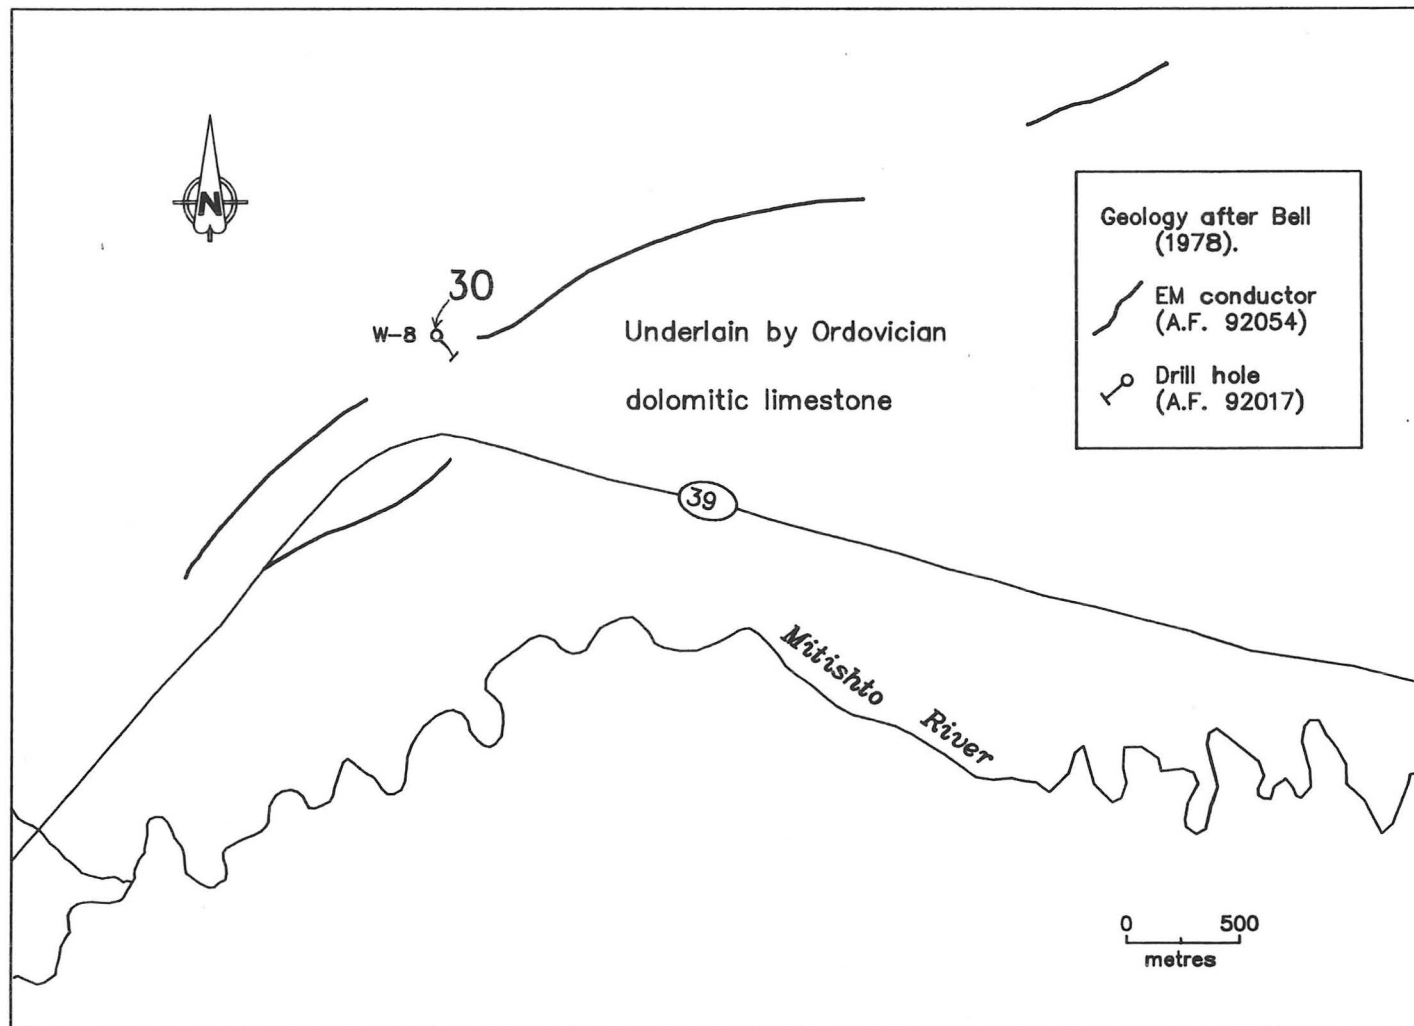 N
30
W-8
Underlain by Ordovician
dolomitic limestone
Geology after Bell
(1978).
EM conductor
(A.F. 92054)
Drill hole
(A.F. 92017)
39
Mitishto River
0 500
metres